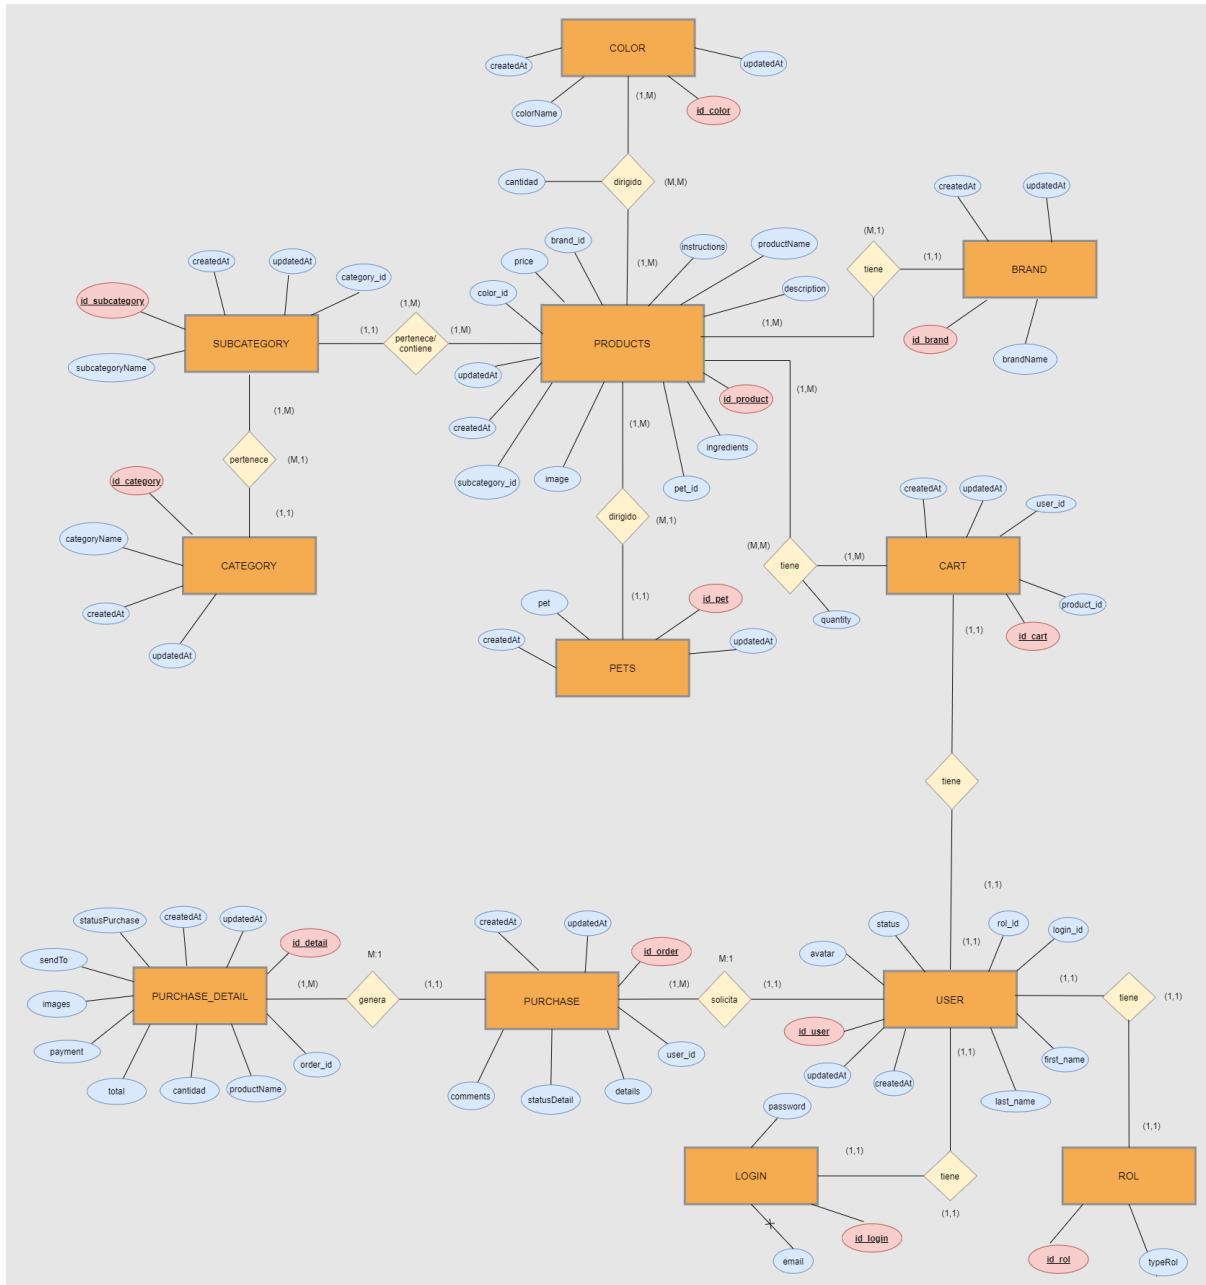 COLOR
createdAt
updatedAt
colorName
id_color
(1,M)
cantidad
dirigido
(M,M)
createdAt
updatedAt
(M,1)
brand_id
instructions
productName
(1,M)
tiene
(1,1)
BRAND
createdAt
updatedAt
price
category_id
color_id
description
id_subcategory
(1,M)
(1,1)
(1,M)
(1,M)
SUBCATEGORY
pertenece/
contiene
PRODUCTS
id_brand
brandName
subcategoryName
updatedAt
id_product
(1,M)
(1,M)
(1,M)
createdAt
ingredients
pertenece
(M,1)
id_category
subcategory_id
image
pet_id
createdAt
updatedAt
user_id
(1,1)
dirigido
(M,1)
categoryName
(M,M)
(1,M)
CATEGORY
tiene
CART
createdAt
(1,1)
pet
id_pet
quantity
product_id
(1,1)
id_cart
createdAt
updatedAt
updatedAt
PETS
tiene
(1,1)
statusPurchase
createdAt
updatedAt
createdAt
updatedAt
status
rol_id
login_id
id_detail
id_order
(1,1)
sendTo
M:1
M:1
avatar
(1,M)
(1,1)
(1,M)
(1,1)
(1,1)
(1,1)
images
PURCHASE_DETAIL
genera
PURCHASE
solicita
USER
tiene
id_user
payment
order_id
user_id
(1,1)
first_name
total
cantidad
productName
comments
statusDetail
details
updatedAt
createdAt
last_name
password
(1,1)
(1,1)
LOGIN
tiene
ROL
(1,1)
id_login
email
id_rol
typeRol